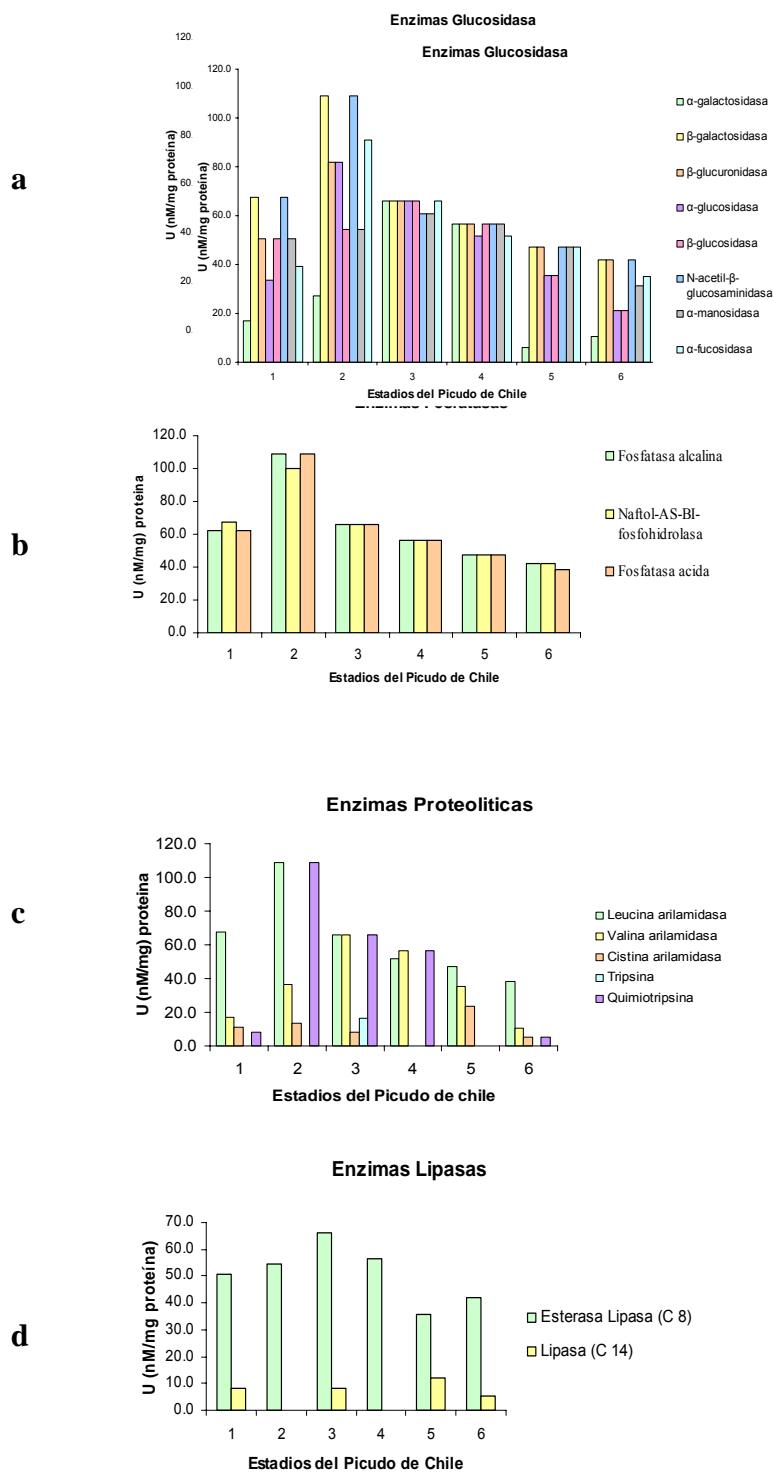 Enzimas Glucosidasa
Enzimas Glucosidasa
120.
100.
80.
60.
40.
20.
0.
120.0
100.0
80.0
60.0
40.0
20.0
0.0
U (nM/mg proteína)
U (nM/mg proteína)
a
1 2 3 4 5 6
Estadios del Picudo de Chile
α-galactosidasa
β-galactosidasa
β-glucuronidasa
α-glucosidasa
β-glucosidasa
N-acetil-β-
glucosaminidasa
α-manosidasa
α-fucosidasa
Enzimas Fosfatasas
b
120.0
100.0
80.0
60.0
40.0
20.0
0.0
U (nM/mg) proteina
1 2 3 4 5 6
Estadios del Picudo de Chile
Fosfatasa alcalina
Naftol-AS-BI-
fosfohidrolasa
Fosfatasa acida
Enzimas Proteoliticas
c
120.0
100.0
80.0
60.0
40.0
20.0
0.0
U (nM/mg) proteina
1 2 3 4 5 6
Estadios del Picudo de chile
Leucina arilamidasa
Valina arilamidasa
Cistina arilamidasa
Tripsina
Quimiotripsina
Enzimas Lipasas
d
70.0
60.0
50.0
40.0
30.0
20.0
10.0
0.0
U (nM/mg proteína)
1 2 3 4 5 6
Estadios del Picudo de Chile
Esterasa Lipasa (C 8)
Lipasa (C 14)